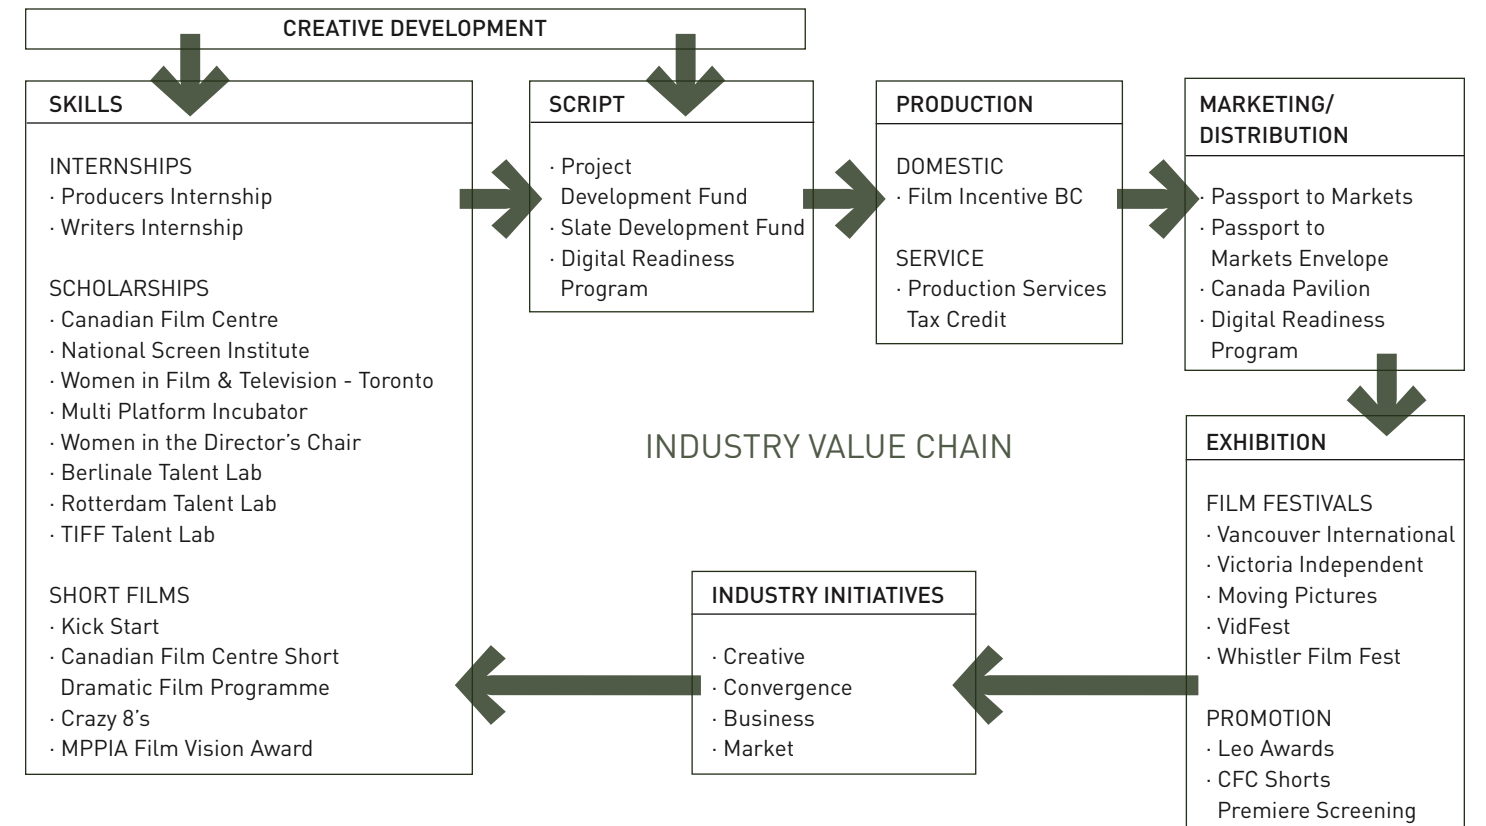 CREATIVE DEVELOPMENT
SKILLS
INTERNSHIPS
· Producers Internship
· Writers Internship
SCHOLARSHIPS
· Canadian Film Centre
· National Screen Institute
· Women in Film & Television - Toronto
· Multi Platform Incubator
· Women in the Director's Chair
· Berlinale Talent Lab
· Rotterdam Talent Lab
· TIFF Talent Lab
SHORT FILMS
· Kick Start
· Canadian Film Centre Short
Dramatic Film Programme
· Crazy 8's
· MPPIA Film Vision Award
SCRIPT
· Project
Development Fund
· Slate Development Fund
· Digital Readiness
Program
PRODUCTION
DOMESTIC
· Film Incentive BC
SERVICE
· Production Services
Tax Credit
MARKETING/
DISTRIBUTION
· Passport to Markets
· Passport to
Markets Envelope
· Canada Pavilion
· Digital Readiness
Program
INDUSTRY VALUE CHAIN
EXHIBITION
FILM FESTIVALS
· Vancouver International
· Victoria Independent
· Moving Pictures
· VidFest
· Whistler Film Fest
PROMOTION
· Leo Awards
· CFC Shorts
Premiere Screening
INDUSTRY INITIATIVES
· Creative
· Convergence
· Business
· Market